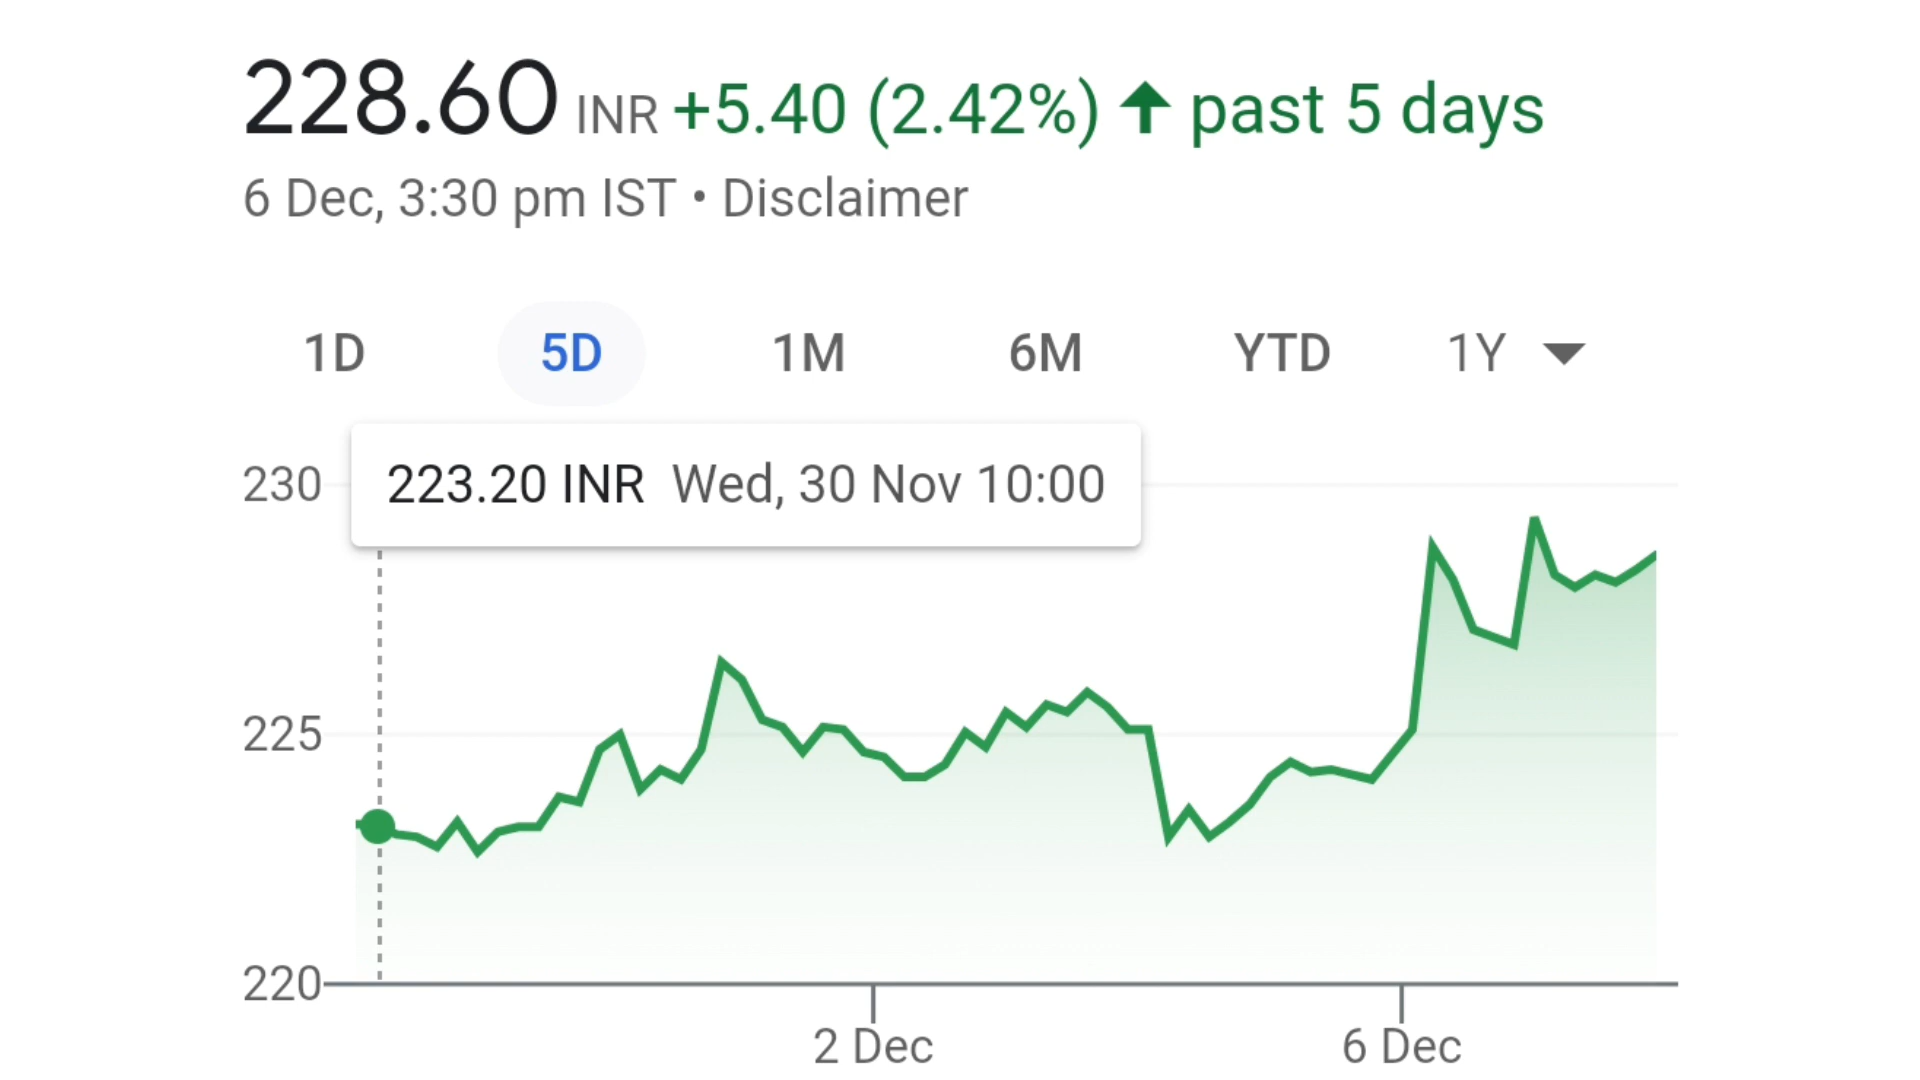 228.60 INR +5.40 (2.42%) ↑ past 5 days
6 Dec, 3:30 pm IST • Disclaimer
1D 5D 1M 6M YTD 1Y
230
223.20 INR Wed, 30 Nov 10:00
225
220
2 Dec 6 Dec